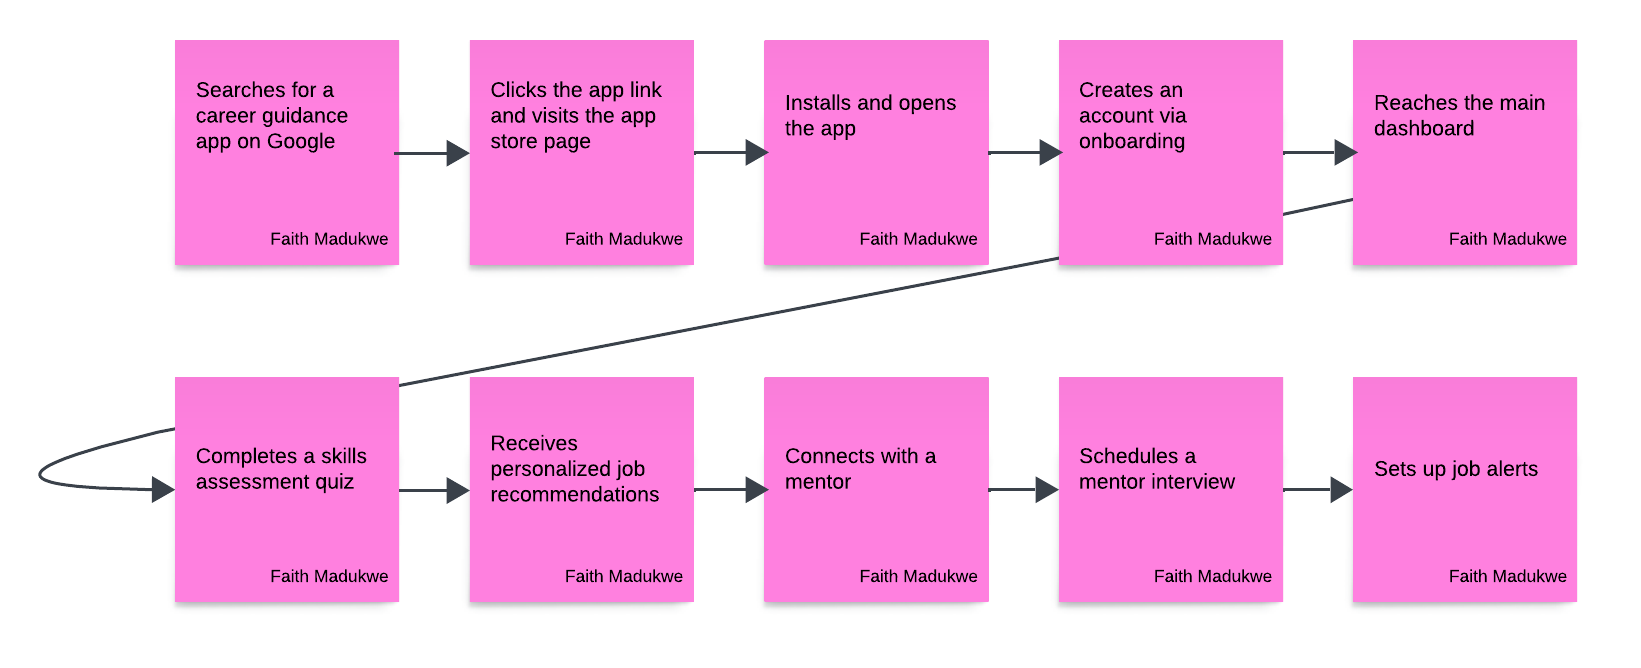 Searches for a
career guidance
app on Google
Faith Madukwe
Clicks the app link
and visits the app
store page
Faith Madukwe
Installs and opens
the app
Faith Madukwe
Creates an
account via
onboarding
Faith Madukwe
Reaches the main
dashboard
Faith Madukwe
Completes a skills
assessment quiz
Faith Madukwe
Receives
personalized job
recommendations
Faith Madukwe
Connects with a
mentor
Faith Madukwe
Schedules a
mentor interview
Faith Madukwe
Sets up job alerts
Faith Madukwe